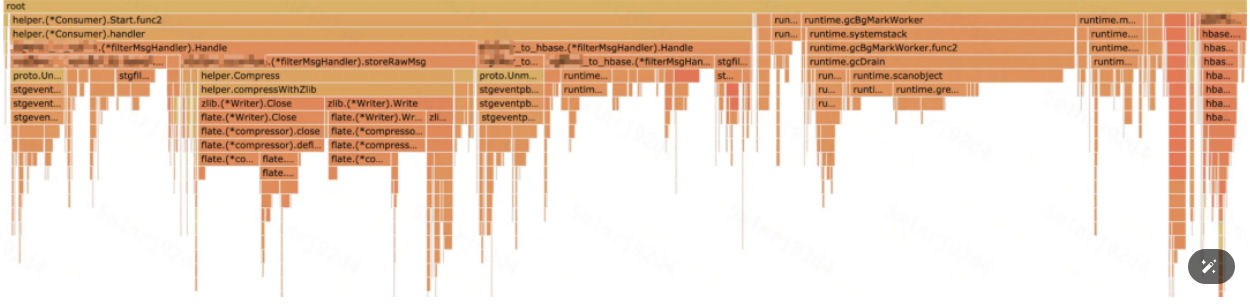 root
helper.(*Consumer).Start.func2 run... runtime.gcBgMarkWorker runtime.m...
helper.(*Consumer).handler run... runtime.systemstack runtime.... hbase....
.(*filterMsgHandler).Handle _to_hbase.(*filterMsgHandler).Handle runtime.gcBgMarkWorker.func2 runtime.... hbas...
.(*filterMsgHandler).storeRawMsg _to_hbase.(*filterMsgHan... stgfil... runtime.gcDrain runtim... hbas...
proto.Un... stgfil... helper.Compress proto.Unm... runtime... st... run... runtime.scanobject hba...
stgevent... helper.compressWithZlib stgeventpb... runtim... ru... runti... runtime.gre... hba...
stgevent... zlib.(*Writer).Close zlib.(*Writer).Write stgeventpb... ru... hba...
stgeven... flate.(*Writer).Close flate.(*Writer).Wr... zli... stgeventp... hba...
flate.(*compressor).close flate.(*compresso...
flate.(*compressor).defl... flate.(*compress...
flate.(*co... flate.... flate.(*co...
flate....